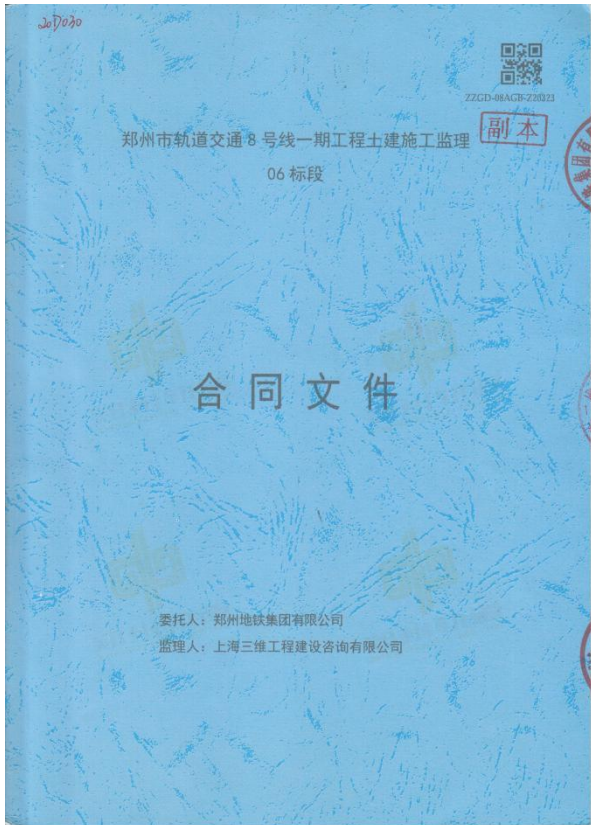 20D030
ZZGD-08AGB-Z20323
副本
郑州市轨道交通8号线一期工程土建施工监理
06标段
合同文件
委托人：郑州地铁集团有限公司
监理人：上海三维工程建设咨询有限公司